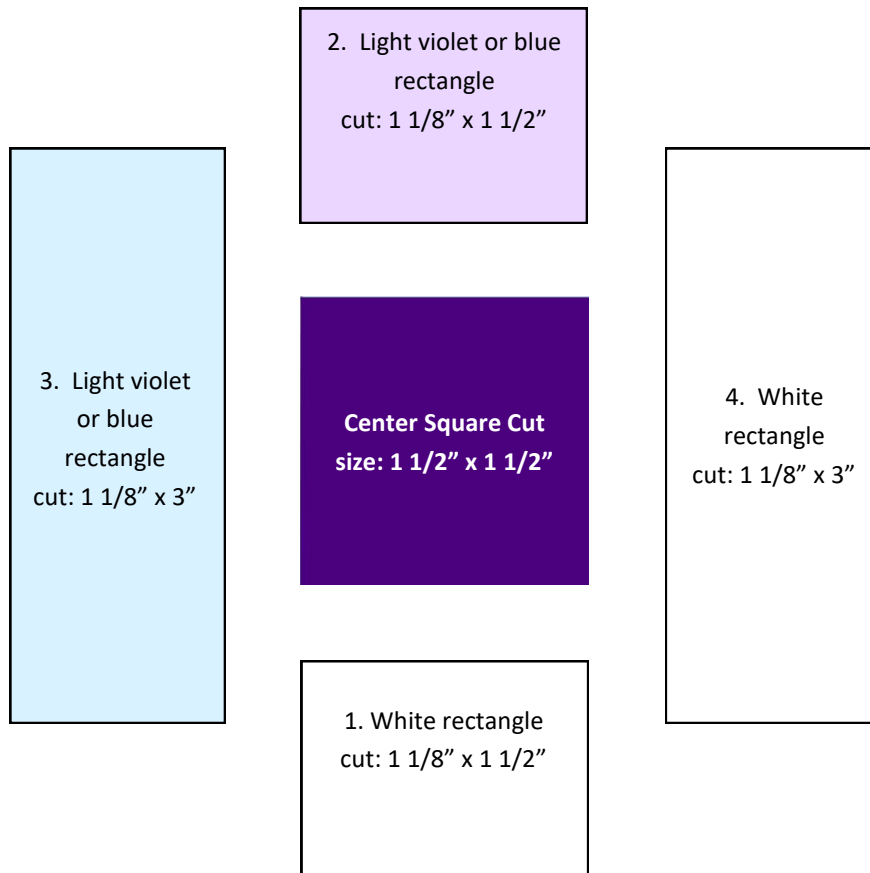 2.  Light violet or blue
rectangle
cut: 1 1/8” x 1 1/2”
3.  Light violet
or blue
rectangle
cut: 1 1/8” x 3”
Center Square Cut
size: 1 1/2” x 1 1/2”
4.  White
rectangle
cut: 1 1/8” x 3”
1. White rectangle
cut: 1 1/8” x 1 1/2”